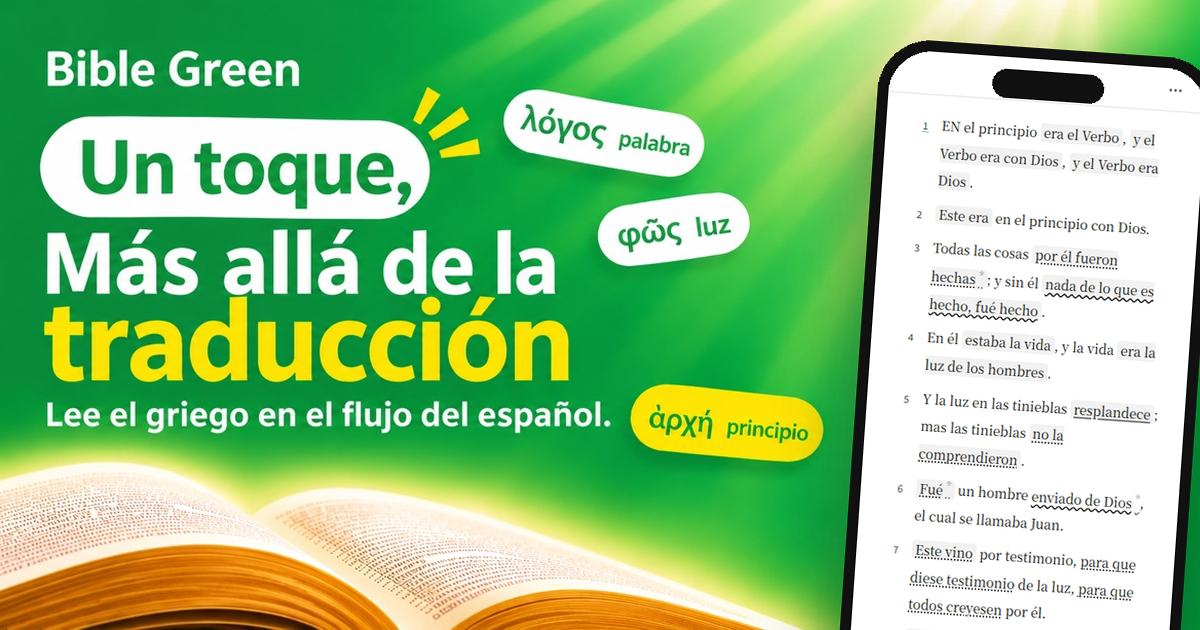 Bible Green
Un toque,
Más allá de la
traducción
Lee el griego en el flujo del español.
λόγος palabra
φῶς luz
ἀρχή principio
1 EN el principio era el Verbo, y el
Verbo era con Dios, y el Verbo era
Dios.
2 Este era en el principio con Dios.
3 Todas las cosas por él fueron
hechas*; y sin él nada de lo que es
hecho, fué hecho.
4 En él estaba la vida, y la vida era la
luz de los hombres.
5 Y la luz en las tinieblas resplandece;
mas las tinieblas no la
comprendieron.
6 Fué* un hombre enviado de Dios*,
el cual se llamaba Juan.
7 Este vino por testimonio, para que
diese testimonio de la luz, para que
todos creyesen por él.